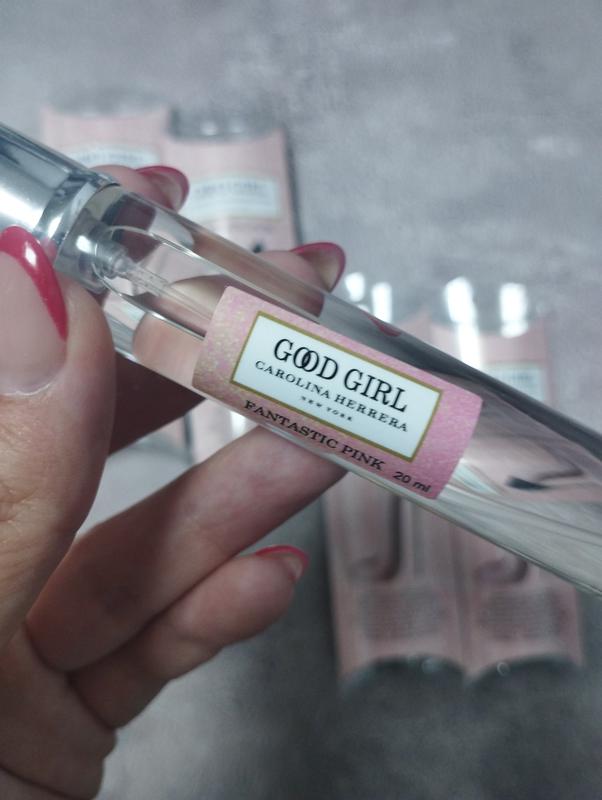 GOOD GIRL
CAROLINA HERRERA
NEW YORK
FANTASTIC PINK 20 ml